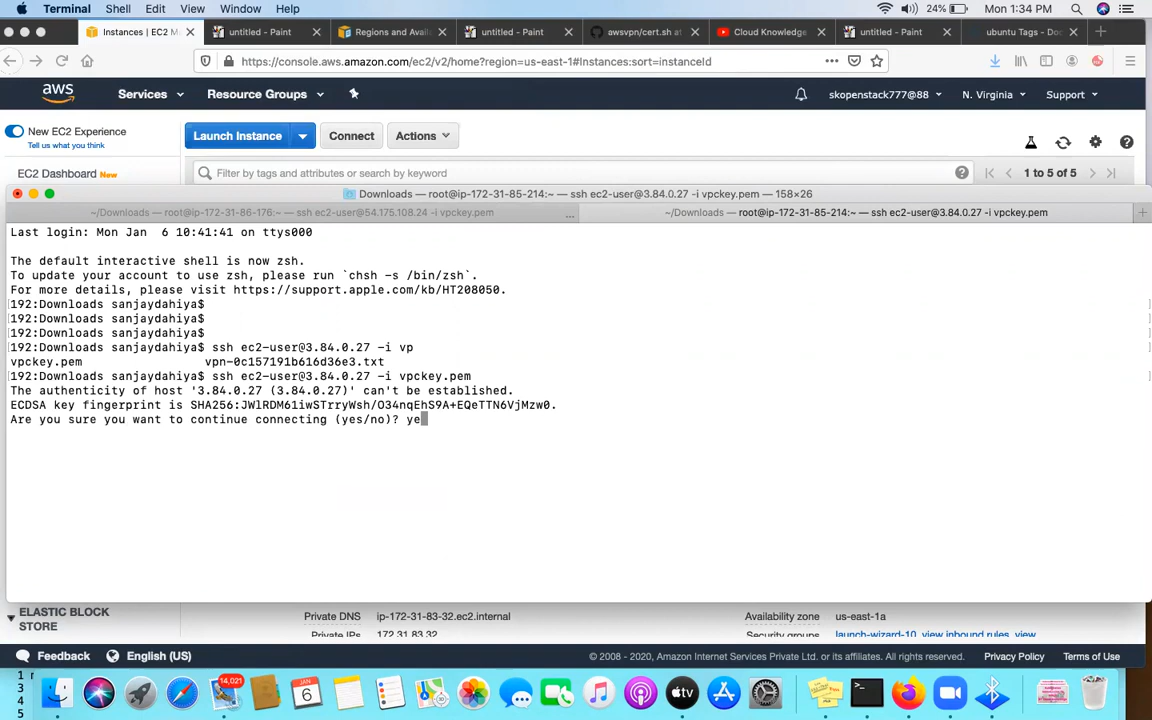 Terminal Shell Edit View Window Help 24% Mon 1:34 PM
Instances | EC2 M untitled - Paint Regions and Avail untitled - Paint awsvpn/cert.sh at Cloud Knowledge untitled - Paint ubuntu Tags - Doc
https://console.aws.amazon.com/ec2/v2/home?region=us-east-1#Instances:sort=instanceId
aws Services Resource Groups skopenstack777@88 N. Virginia Support
New EC2 Experience
Tell us what you think
Launch Instance Connect Actions
EC2 Dashboard New
Filter by tags and attributes or search by keyword
1 to 5 of 5
Downloads — root@ip-172-31-85-214:~ — ssh ec2-user@3.84.0.27 -i vpckey.pem — 158×26
~/Downloads — root@ip-172-31-86-176:~ — ssh ec2-user@54.175.108.24 -i vpckey.pem ... ~/Downloads — root@ip-172-31-85-214:~ — ssh ec2-user@3.84.0.27 -i vpckey.pem
Last login: Mon Jan 6 10:41:41 on ttys000
The default interactive shell is now zsh.
To update your account to use zsh, please run `chsh -s /bin/zsh`.
For more details, please visit https://support.apple.com/kb/HT208050.
192:Downloads sanjaydahiya$
192:Downloads sanjaydahiya$
192:Downloads sanjaydahiya$
192:Downloads sanjaydahiya$ ssh ec2-user@3.84.0.27 -i vp
vpckey.pem vpn-0c157191b616d36e3.txt
192:Downloads sanjaydahiya$ ssh ec2-user@3.84.0.27 -i vpckey.pem
The authenticity of host '3.84.0.27 (3.84.0.27)' can't be established.
ECDSA key fingerprint is SHA256:JWlRDM61iwSTrryWsh/O34nqEhS9A+EQeTTN6VjMzw0.
Are you sure you want to continue connecting (yes/no)? ye
ELASTIC BLOCK
STORE
Private DNS ip-172-31-83-32.ec2.internal Availability zone us-east-1a
Private IPs 172.31.83.32 Security groups launch-wizard-10. view inbound rules. view
Feedback English (US) © 2008 - 2020, Amazon Internet Services Private Ltd. or its affiliates. All rights reserved. Privacy Policy Terms of Use
14,021
6
1
3
4
5